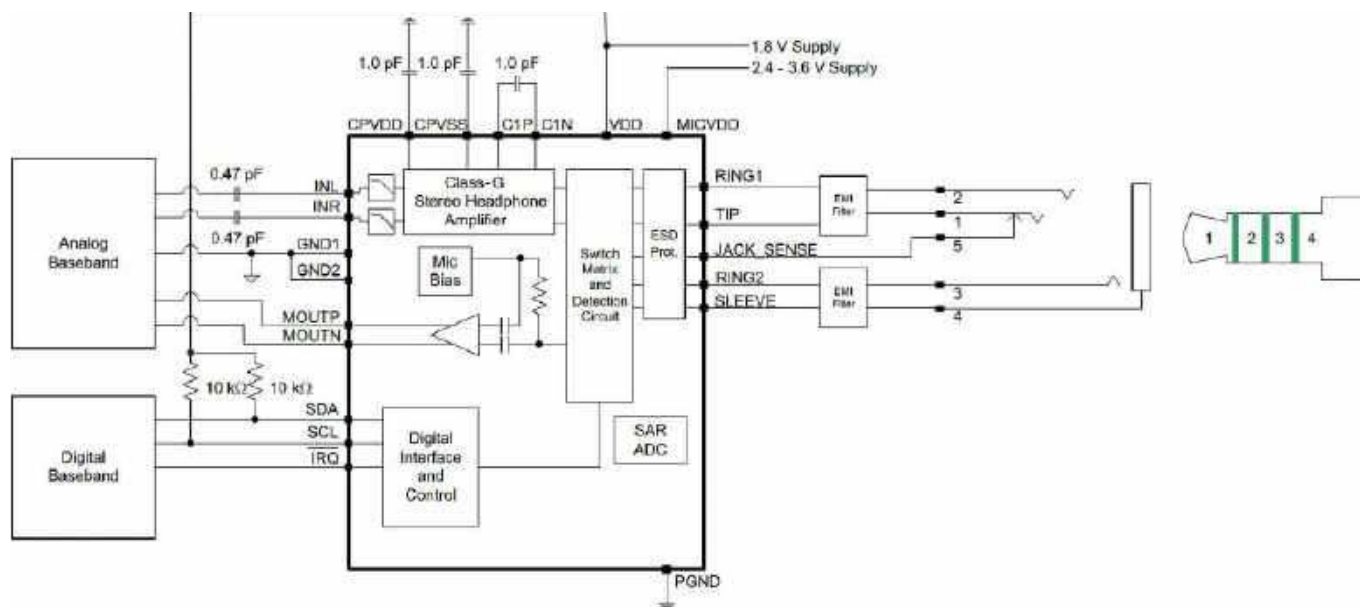 1.8 V Supply
2.4 - 3.6 V Supply
1.0 pF
1.0 pF
1.0 pF
CPVDD
CPVSS
C1P
C1N
VDD
MICVDD
0.47 pF
INL
INR
0.47 pF
GND1
GND2
MOUTP
MOUTN
Analog
Baseband
Class-G
Stereo Headphone
Amplifier
Mic
Bias
Switch
Matrix
and
Detection
Circuit
ESD
Prot.
RING1
TIP
JACK_SENSE
RING2
SLEEVE
EMI
Filter
EMI
Filter
2
1
5
3
4
1
2
3
4
10 kΩ
10 kΩ
SDA
SCL
IRQ
Digital
Baseband
Digital
Interface
and
Control
SAR
ADC
PGND